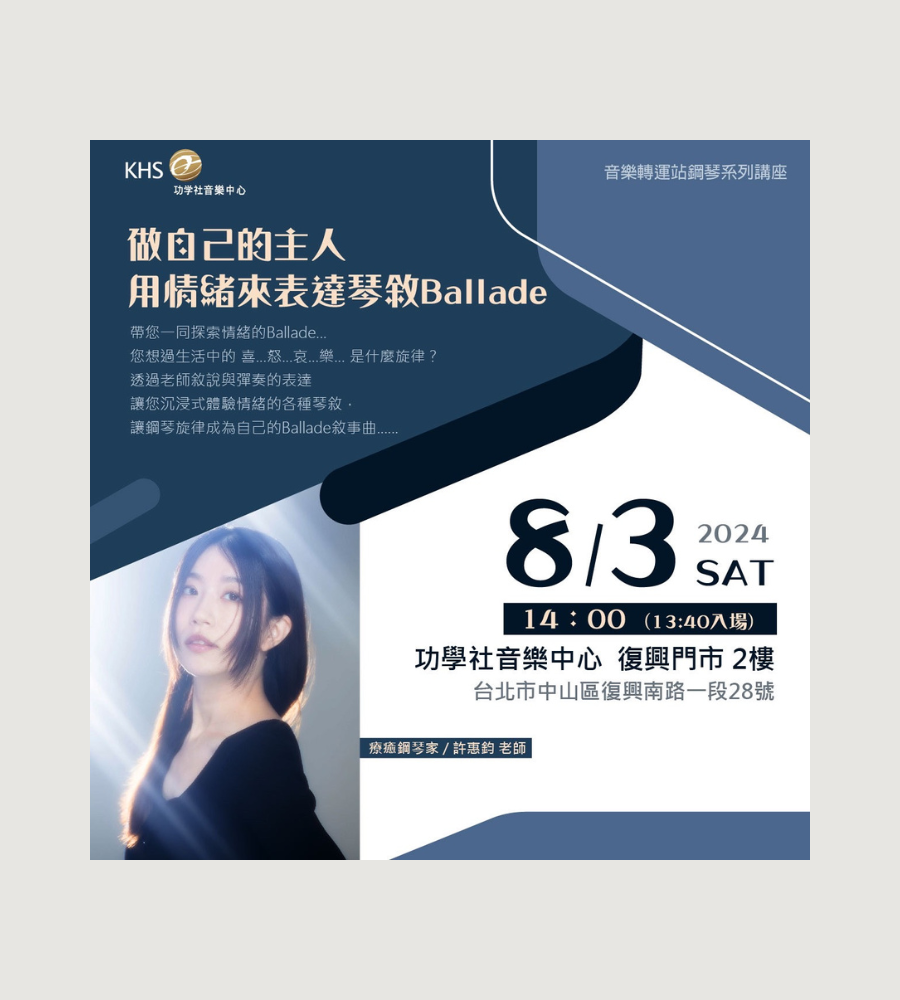 KHS
功学社音樂中心
音樂轉運站鋼琴系列講座
做自己的主人
用情緒來表達琴敘Ballade
帶您一同探索情緒的Ballade...
您想過生活中的 喜...怒...哀...樂... 是什麼旋律？
透過老師敘說與彈奏的表達
讓您沉浸式體驗情緒的各種琴敘．
讓鋼琴旋律成為自己的Ballade敘事曲......
8/3 2024
SAT
14：00（13:40入場）
功學社音樂中心 復興門市 2樓
台北市中山區復興南路一段28號
療癒鋼琴家 / 許惠鈞 老師